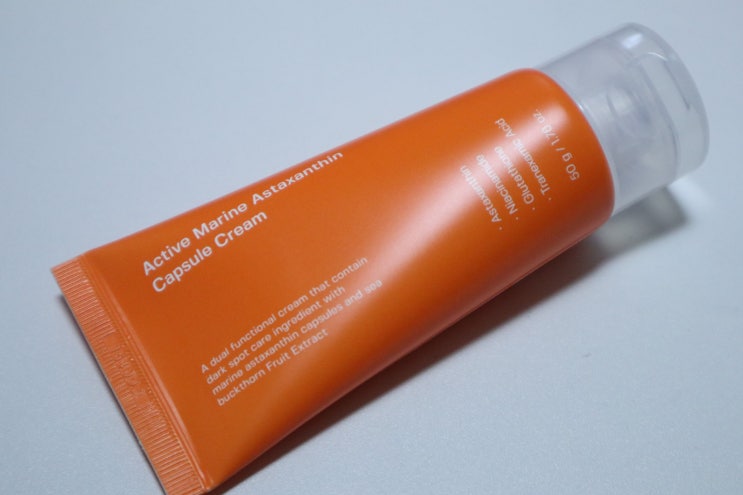 Active Marine Astaxanthin
Capsule Cream
A dual functional cream that contain
dark spot care ingredient with
marine astaxanthin capsules and sea
buckthorn Fruit Extract
· Astaxanthin
· Niacinamide
· Glutathione
· Tranexamic Acid
50 g / 1.76 oz.